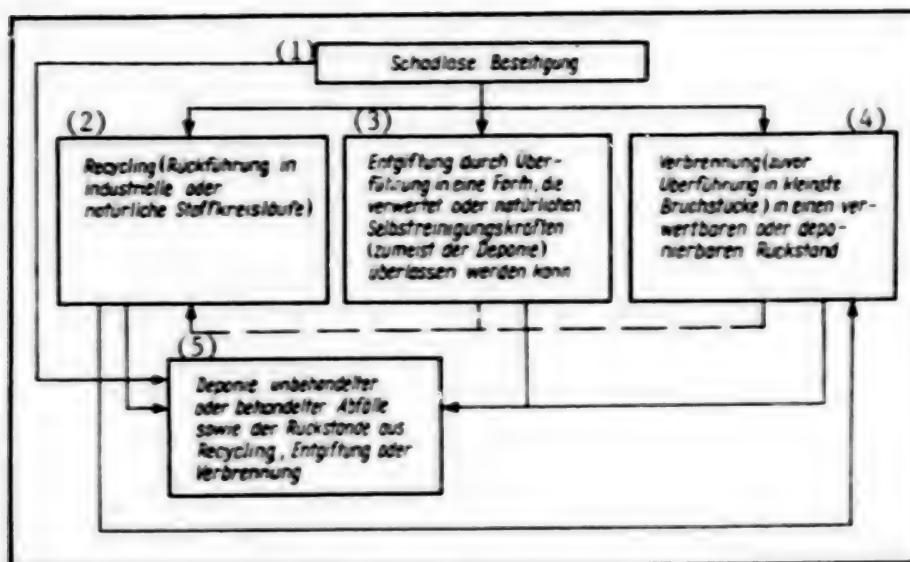 (1)
Schadlose Beseitigung
(2)
Recycling (Rückführung in
industrielle oder
natürliche Stoffkreisläufe)
(3)
Entgiftung durch Über-
führung in eine Form, die
verwertet oder natürlichen
Selbstreinigungskräften
(zumeist der Deponie)
überlassen werden kann
(4)
Verbrennung (zuvor
Überführung in kleinste
Bruchstücke) in einen ver-
wertbaren oder depo-
nierbaren Rückstand
(5)
Deponie unbehandelter
oder behandelter Abfälle
sowie der Rückstände aus
Recycling, Entgiftung oder
Verbrennung